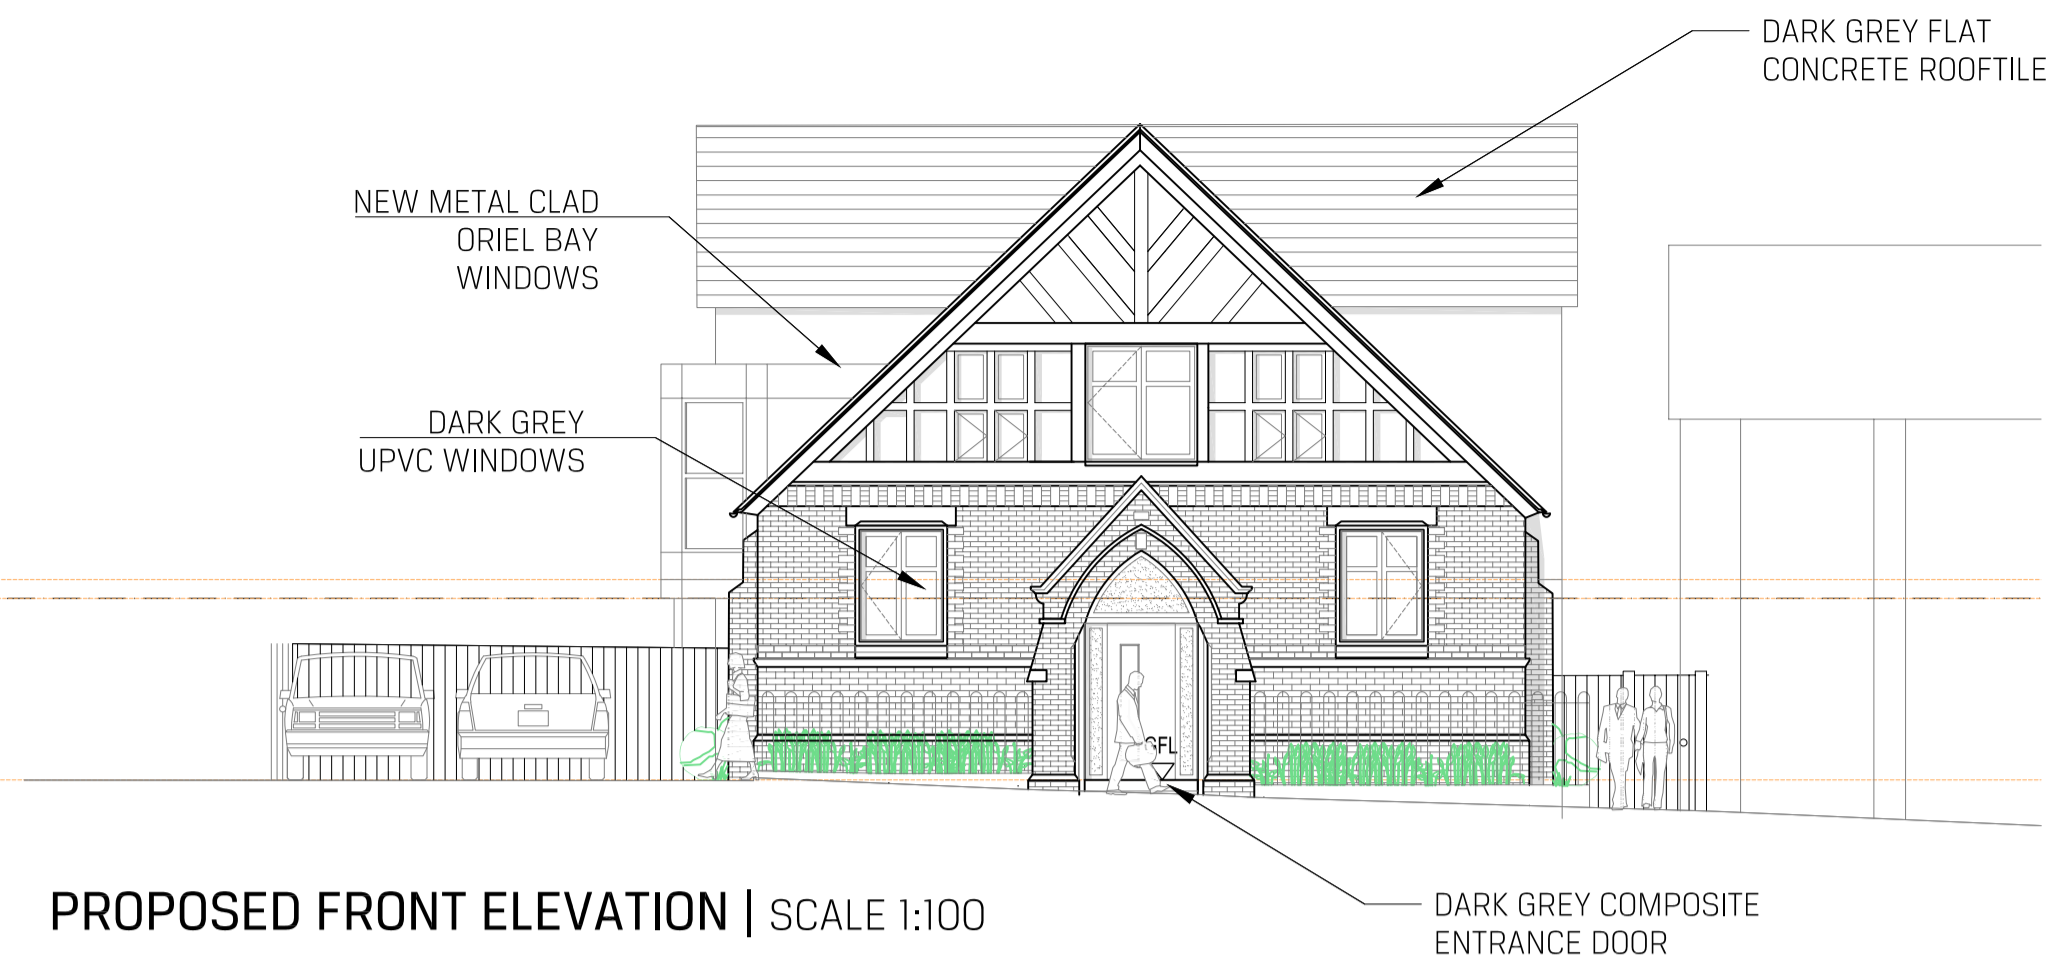 DARK GREY FLAT
CONCRETE ROOFTILE
NEW METAL CLAD
ORIEL BAY
WINDOWS
DARK GREY
UPVC WINDOWS
GFL
PROPOSED FRONT ELEVATION | SCALE 1:100
DARK GREY COMPOSITE
ENTRANCE DOOR